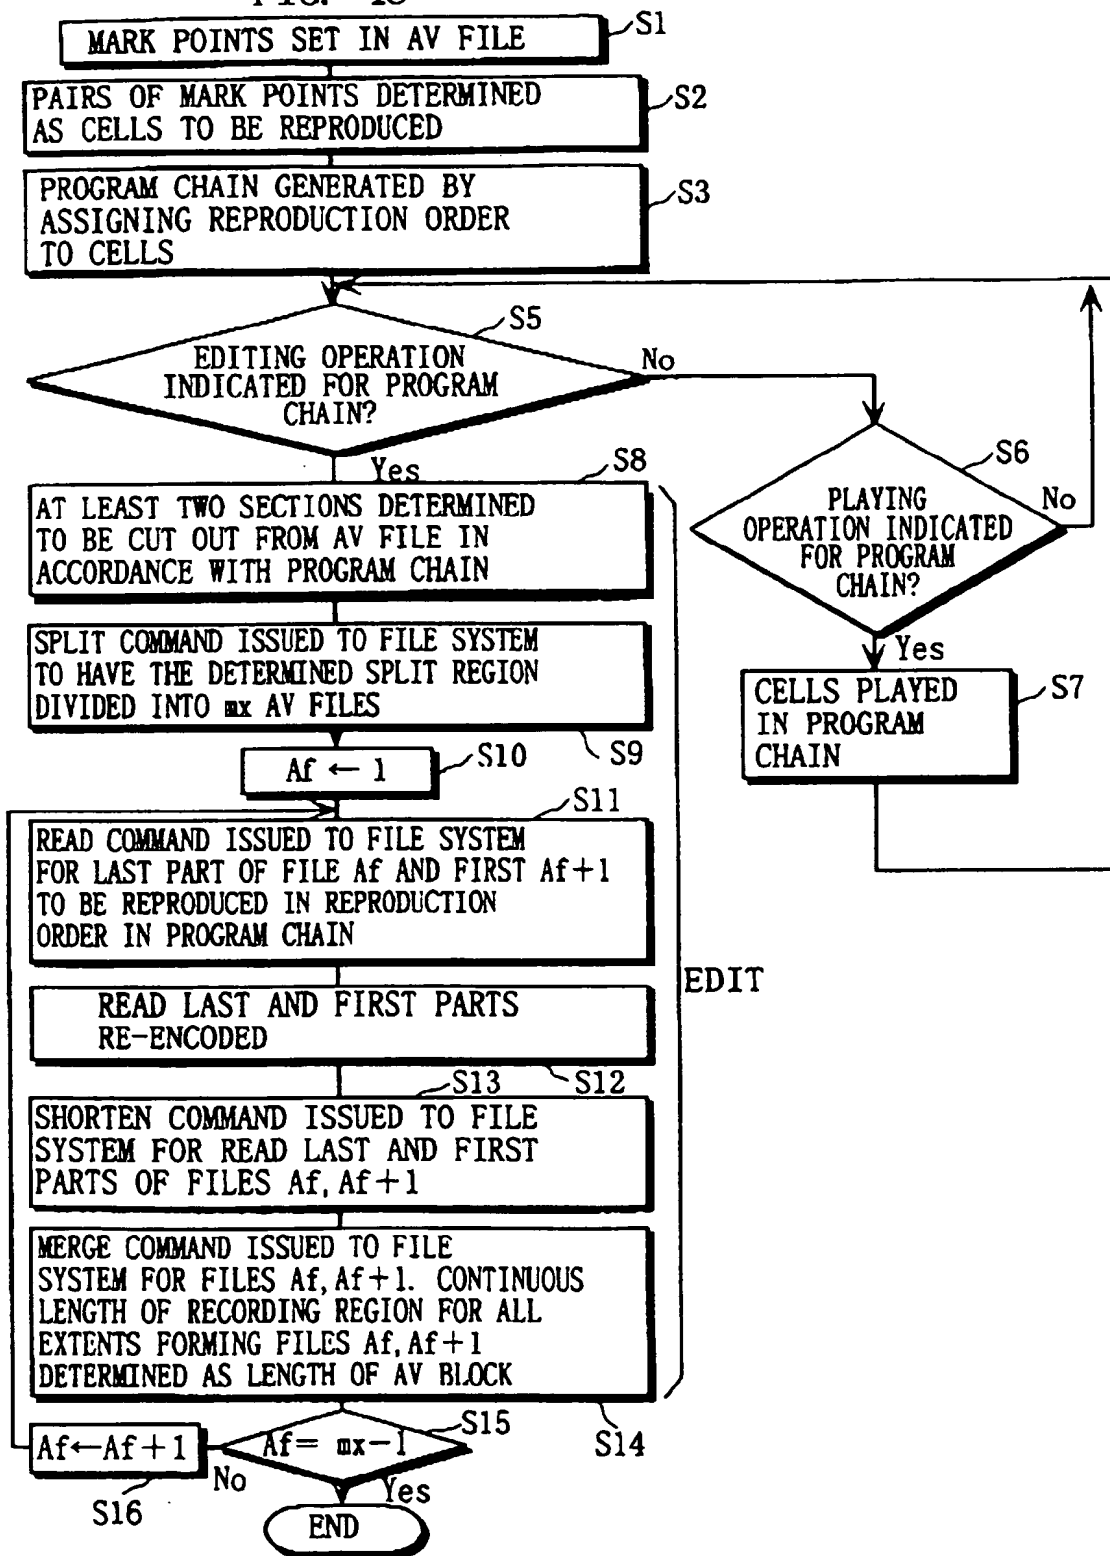 S1
MARK POINTS SET IN AV FILE
S2
PAIRS OF MARK POINTS DETERMINED
AS CELLS TO BE REPRODUCED
S3
PROGRAM CHAIN GENERATED BY
ASSIGNING REPRODUCTION ORDER
TO CELLS
S5
EDITING OPERATION
INDICATED FOR PROGRAM
CHAIN?
No
Yes
S6
PLAYING
OPERATION INDICATED
FOR PROGRAM
CHAIN?
No
Yes
S7
CELLS PLAYED
IN PROGRAM
CHAIN
S8
AT LEAST TWO SECTIONS DETERMINED
TO BE CUT OUT FROM AV FILE IN
ACCORDANCE WITH PROGRAM CHAIN
SPLIT COMMAND ISSUED TO FILE SYSTEM
TO HAVE THE DETERMINED SPLIT REGION
DIVIDED INTO mx AV FILES
S9
Af ← 1
S10
S11
READ COMMAND ISSUED TO FILE SYSTEM
FOR LAST PART OF FILE Af AND FIRST Af+1
TO BE REPRODUCED IN REPRODUCTION
ORDER IN PROGRAM CHAIN
EDIT
READ LAST AND FIRST PARTS
RE-ENCODED
S12
S13
SHORTEN COMMAND ISSUED TO FILE
SYSTEM FOR READ LAST AND FIRST
PARTS OF FILES Af, Af+1
MERGE COMMAND ISSUED TO FILE
SYSTEM FOR FILES Af, Af+1. CONTINUOUS
LENGTH OF RECORDING REGION FOR ALL
EXTENTS FORMING FILES Af, Af+1
DETERMINED AS LENGTH OF AV BLOCK
S14
S15
Af= mx-1
No
Yes
Af←Af+1
S16
END